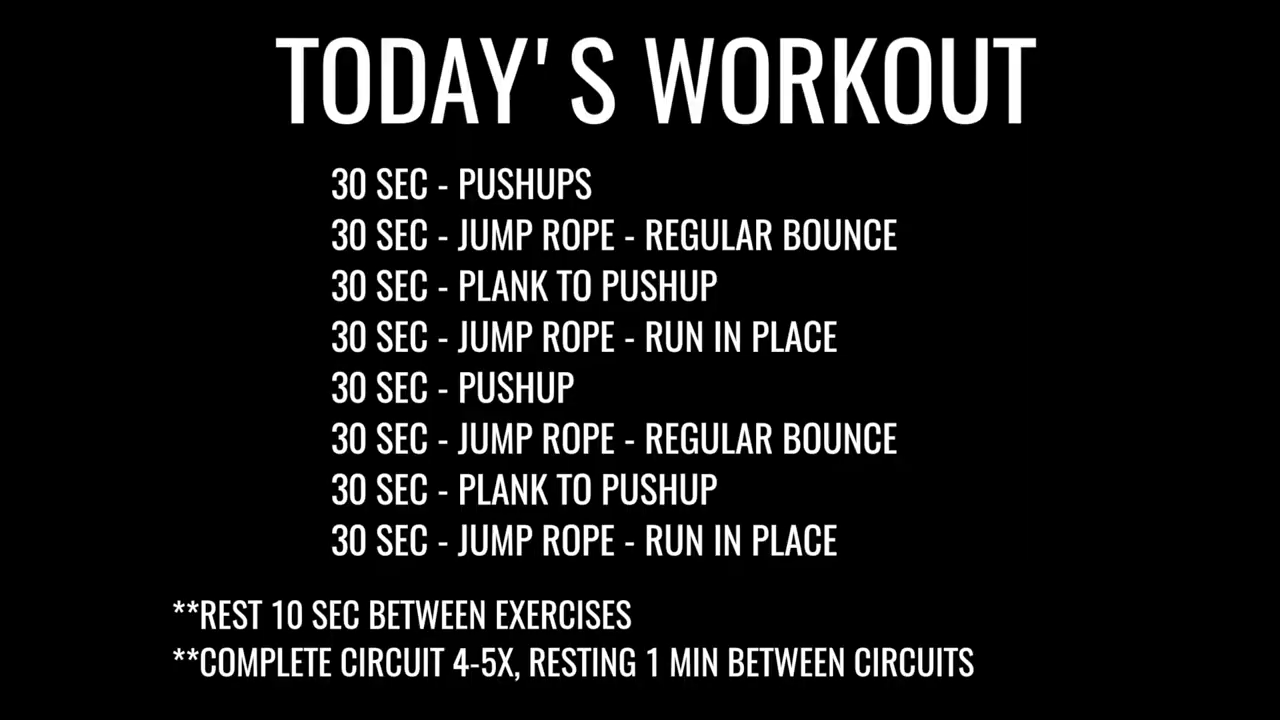 TODAY'S WORKOUT
30 SEC - PUSHUPS
30 SEC - JUMP ROPE - REGULAR BOUNCE
30 SEC - PLANK TO PUSHUP
30 SEC - JUMP ROPE - RUN IN PLACE
30 SEC - PUSHUP
30 SEC - JUMP ROPE - REGULAR BOUNCE
30 SEC - PLANK TO PUSHUP
30 SEC - JUMP ROPE - RUN IN PLACE
**REST 10 SEC BETWEEN EXERCISES
**COMPLETE CIRCUIT 4-5X, RESTING 1 MIN BETWEEN CIRCUITS